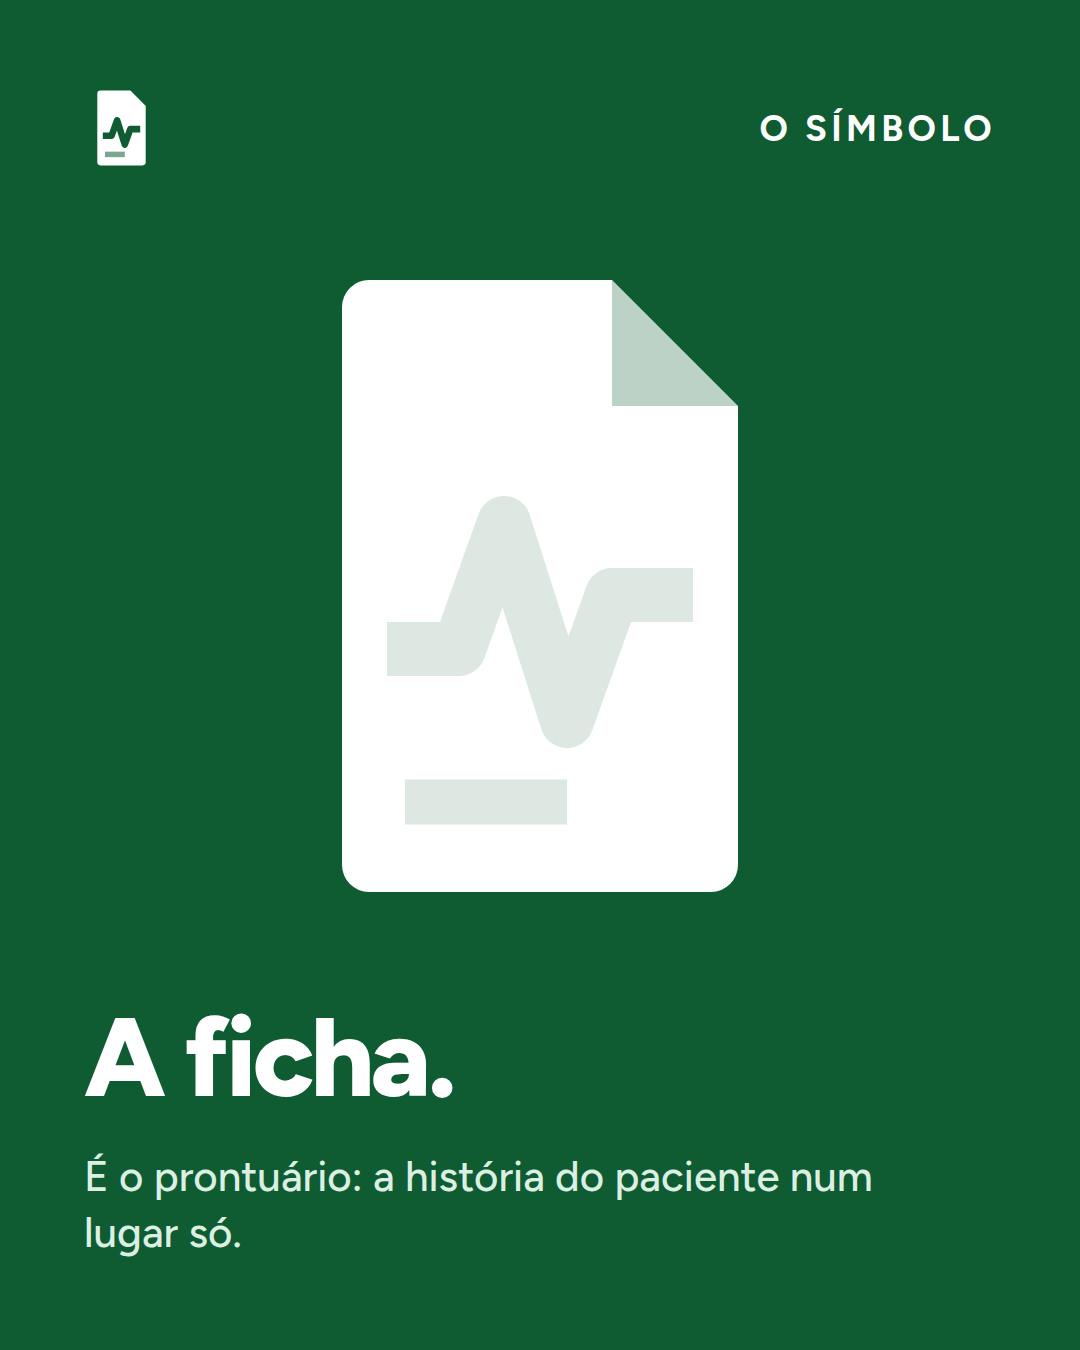 O SÍMBOLO
A ficha.
É o prontuário: a história do paciente num
lugar só.